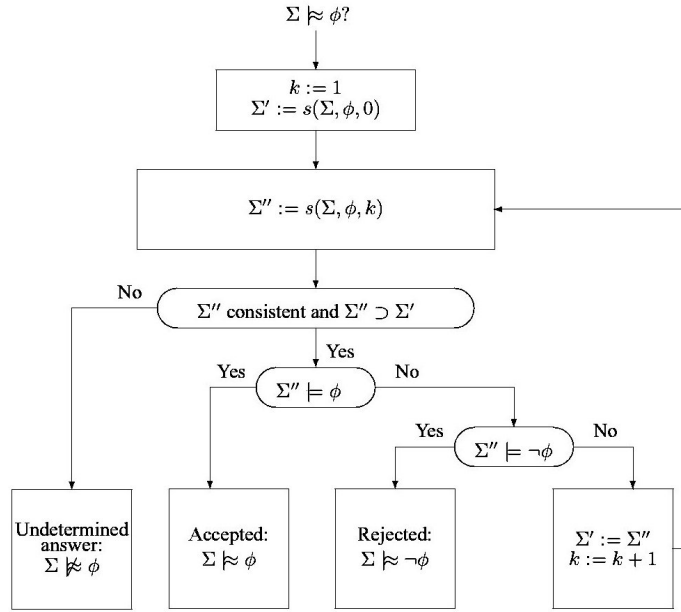 Σ |≈ ϕ?
k := 1
Σ′ := s(Σ, ϕ, 0)
Σ″ := s(Σ, ϕ, k)
No
Σ″ consistent and Σ″ ⊃ Σ′
Yes
Yes
Σ″ ⊨ ϕ
No
Yes
Σ″ ⊨ ¬ϕ
No
Undetermined
answer:
Σ |≉ ϕ
Accepted:
Σ |≈ ϕ
Rejected:
Σ |≈ ¬ϕ
Σ′ := Σ″
k := k + 1